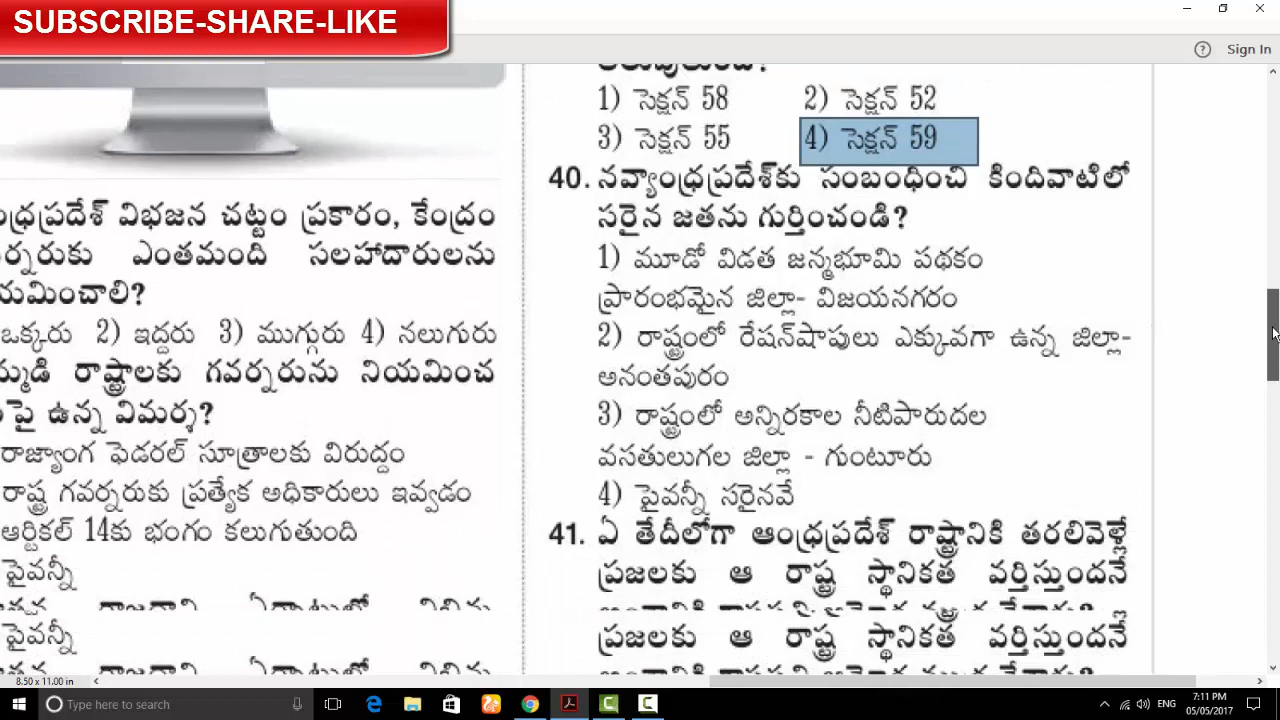 SUBSCRIBE-SHARE-LIKE
Sign In
ంధ్రప్రదేశ్ విభజన చట్టం ప్రకారం, కేంద్రం
ర్నరుకు ఎంతమంది సలహాదారులను
యమించాలి?
ఒక్కరు 2) ఇద్దరు 3) ముగ్గురు 4) నలుగురు
మ్మడి రాష్ట్రాలకు గవర్నరును నియమించ
పై ఉన్న విమర్శ?
రాజ్యాంగ ఫెడరల్ సూత్రాలకు విరుద్దం
రాష్ట్ర గవర్నరుకు ప్రత్యేక అధికారులు ఇవ్వడం
ఆర్టికల్ 14కు భంగం కలుగుతుంది
పైవన్నీ
పైవన్నీ
1) సెక్షన్ 58 2) సెక్షన్ 52
3) సెక్షన్ 55 4) సెక్షన్ 59
40. నవ్యాంధ్రప్రదేశ్‌కు సంబంధించి కిందివాటిలో
సరైన జతను గుర్తించండి?
1) మూడో విడత జన్మభూమి పథకం
ప్రారంభమైన జిల్లా- విజయనగరం
2) రాష్ట్రంలో రేషన్‌షాపులు ఎక్కువగా ఉన్న జిల్లా-
అనంతపురం
3) రాష్ట్రంలో అన్నిరకాల నీటిపారుదల
వసతులుగల జిల్లా - గుంటూరు
4) పైవన్నీ సరైనవే
41. ఏ తేదీలోగా ఆంధ్రప్రదేశ్ రాష్ట్రానికి తరలివెళ్లే
ప్రజలకు ఆ రాష్ట్ర స్థానికత వర్తిస్తుందనే
ప్రజలకు ఆ రాష్ట్ర స్థానికత వర్తిస్తుందనే
8.50 x 11.00 in
Type here to search
ENG
7:11 PM
05/05/2017